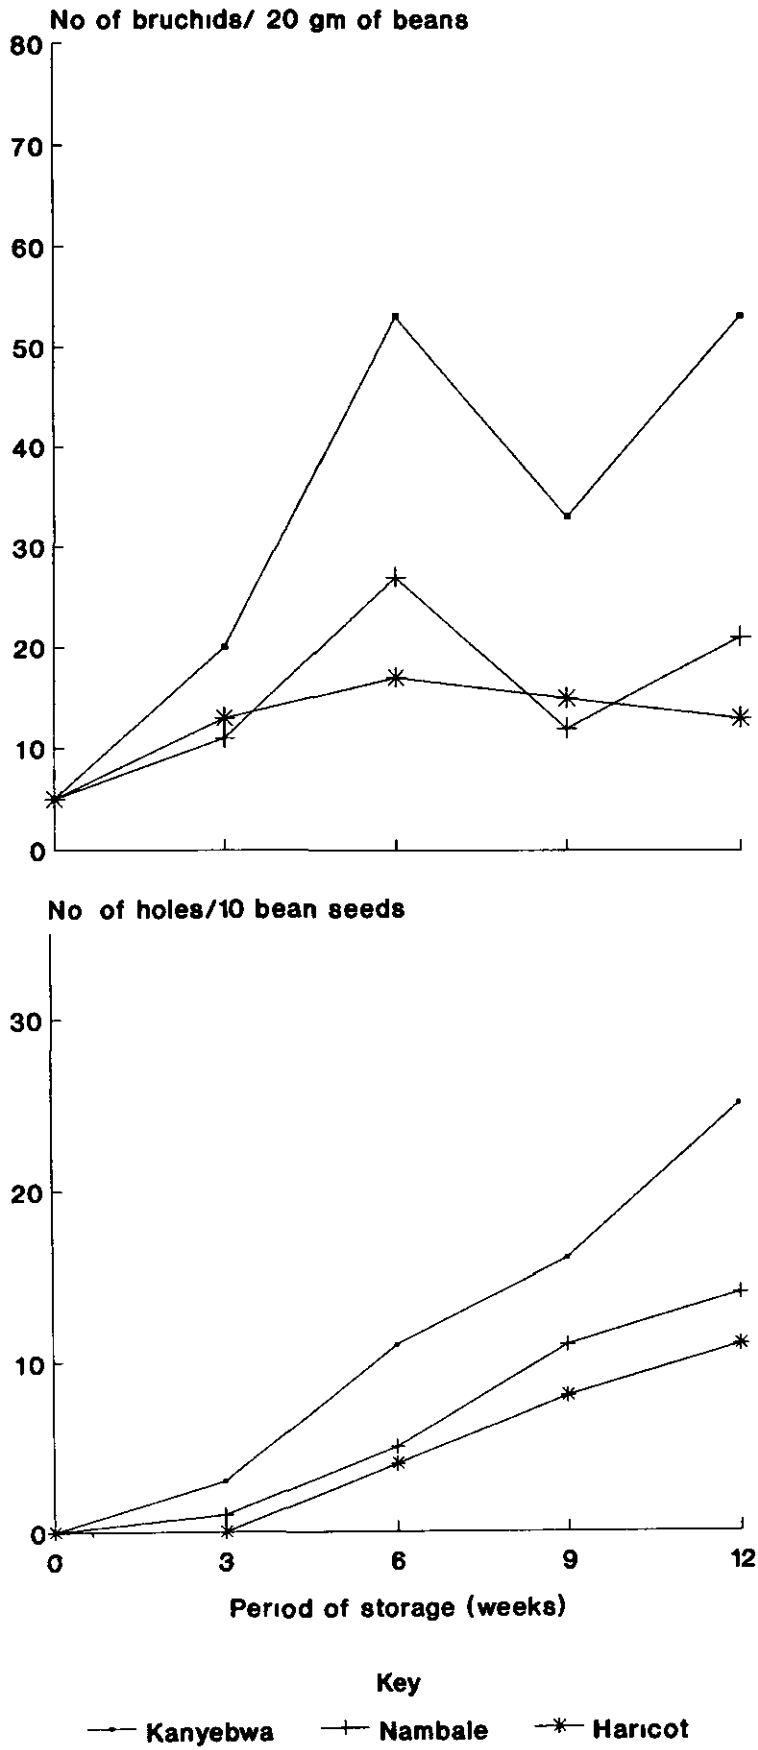 No of bruchids/ 20 gm of beans
80
70
60
50
40
30
20
10
0
No of holes/10 bean seeds
30
20
10
0
0 3 6 9 12
Period of storage (weeks)
Key
Kanyebwa Nambale Haricot